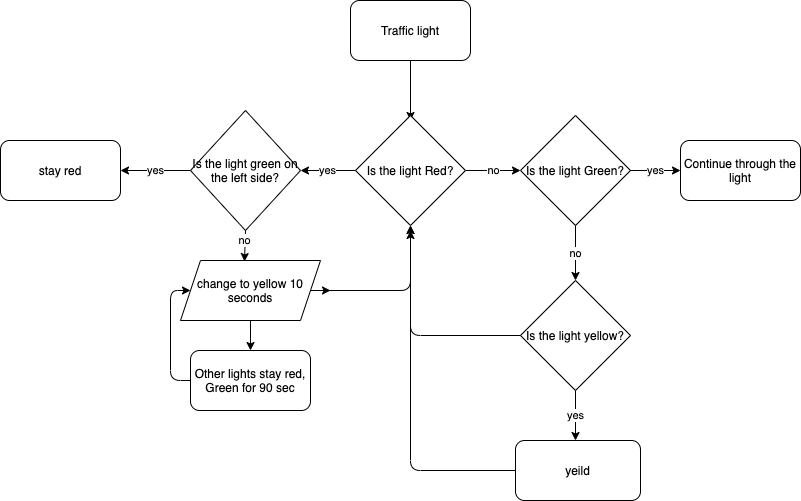 Traffic light
Is the light green on
the left side?
stay red
yes
yes
Is the light Red?
no
Is the light Green?
yes
Continue through the
light
no
no
change to yellow 10
seconds
Is the light yellow?
Other lights stay red,
Green for 90 sec
yes
yeild